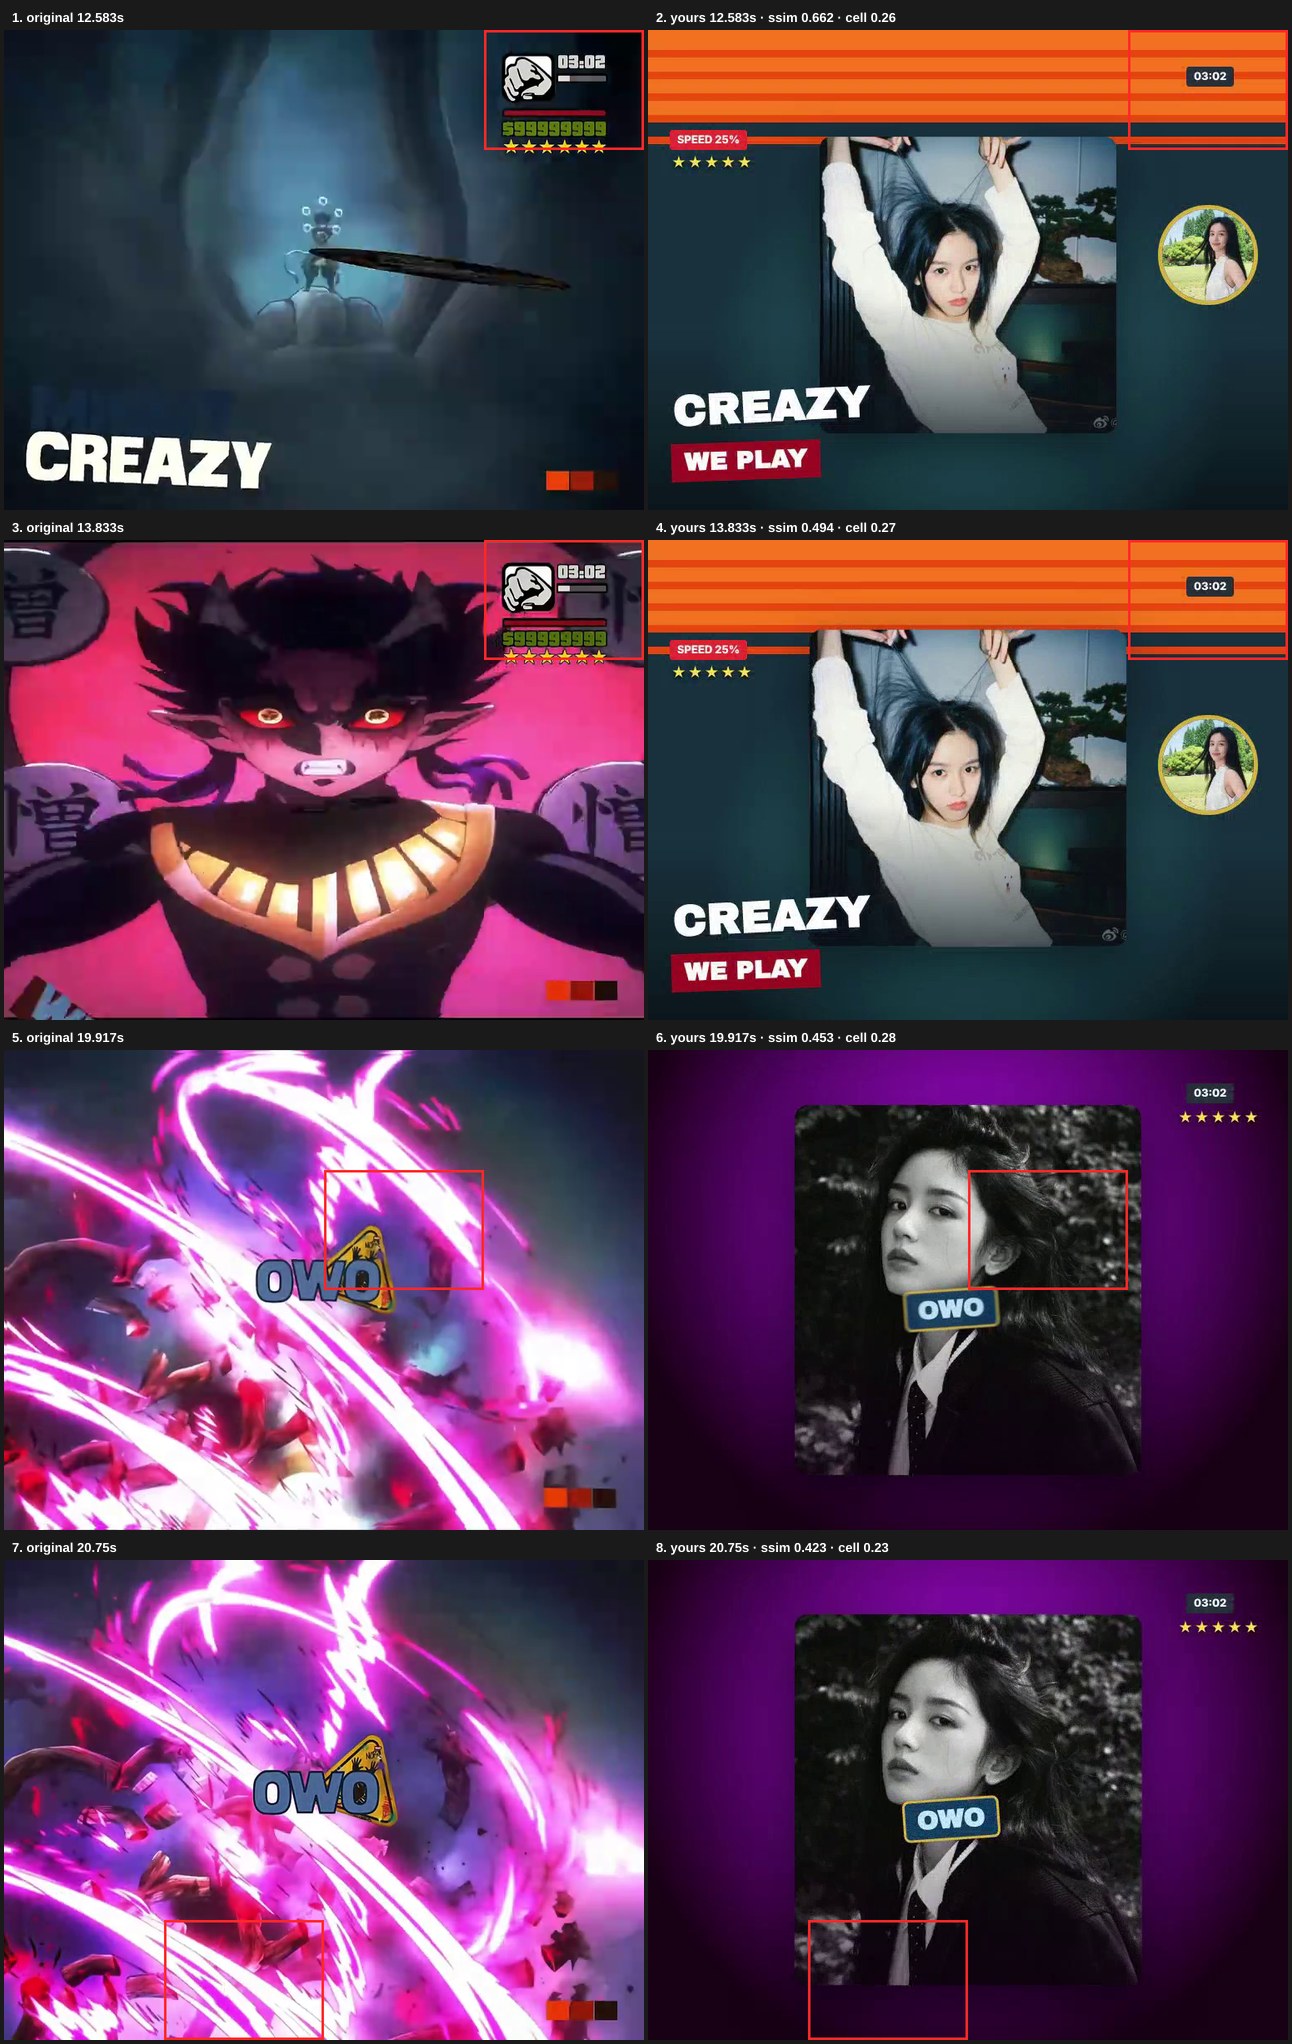 1. original 12.583s
2. yours 12.583s · ssim 0.662 · cell 0.26
03:02
$99999999
CREAZY
03:02
SPEED 25%
CREAZY
WE PLAY
3. original 13.833s
4. yours 13.833s · ssim 0.494 · cell 0.27
03:02
$99999999
憎
憎
憎
03:02
SPEED 25%
CREAZY
WE PLAY
5. original 19.917s
6. yours 19.917s · ssim 0.453 · cell 0.28
OWO
03:02
OWO
7. original 20.75s
8. yours 20.75s · ssim 0.423 · cell 0.23
OWO
03:02
OWO